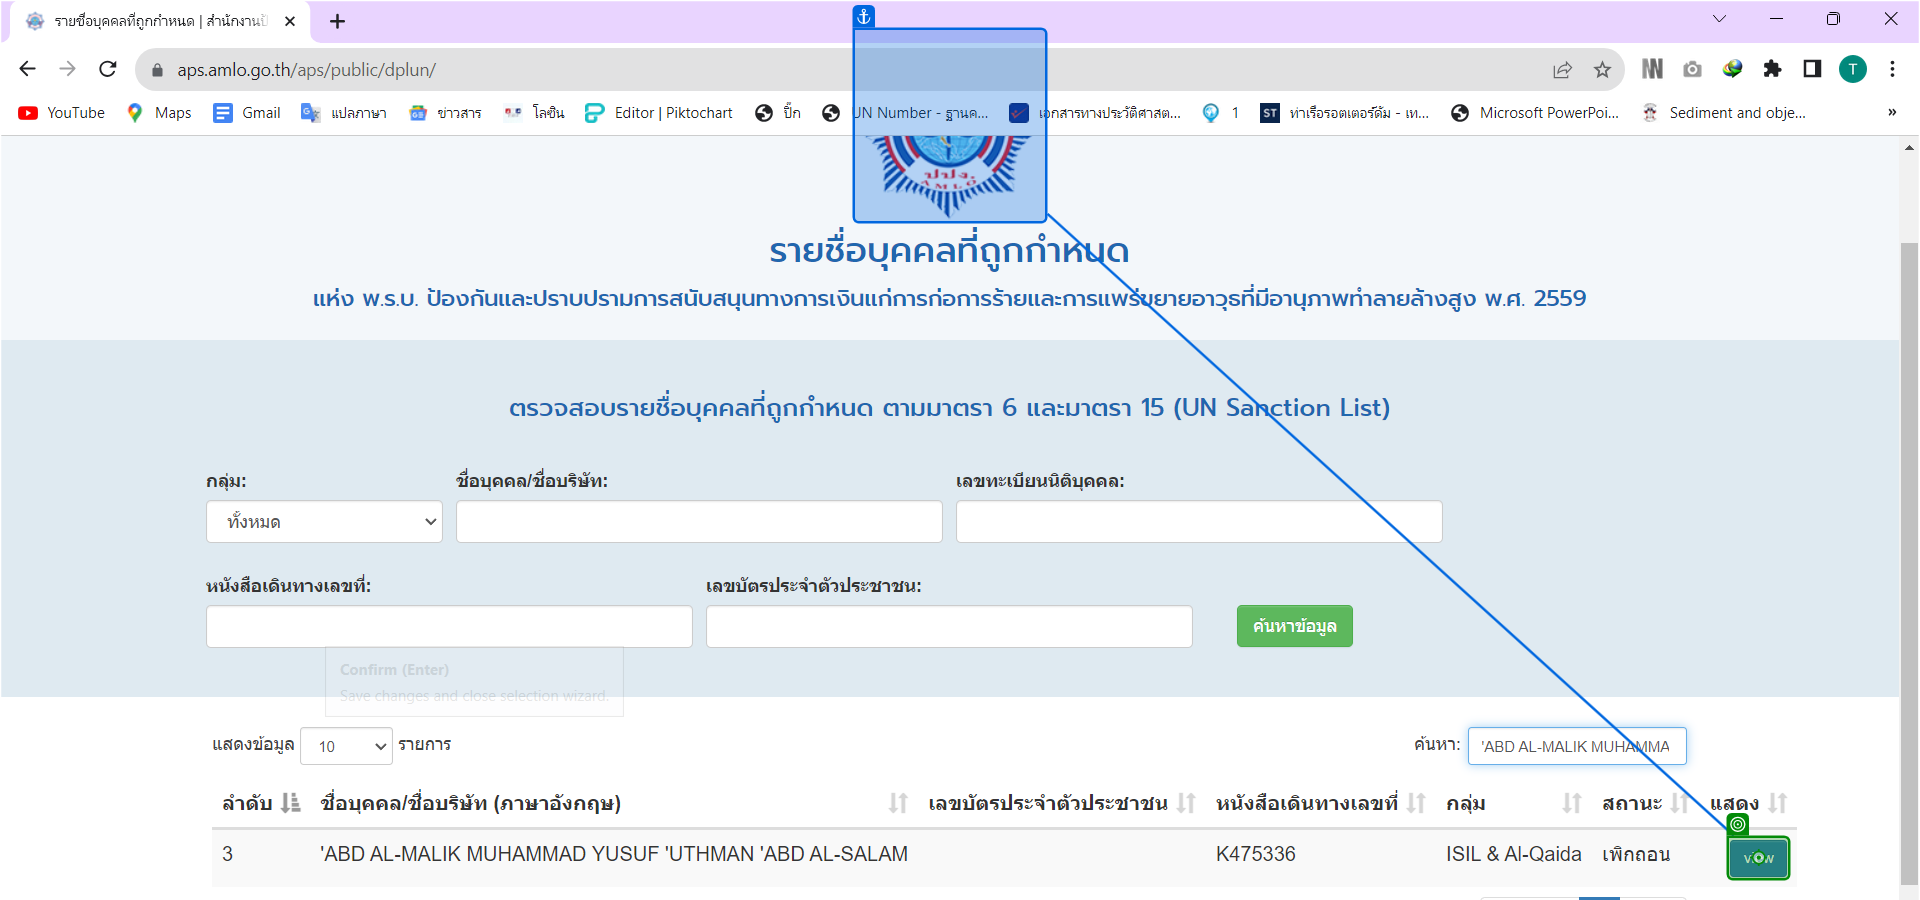 รายชื่อบุคคลที่ถูกกำหนด | สำนักงานป
aps.amlo.go.th/aps/public/dplun/
T
YouTube Maps Gmail แปลภาษา ข่าวสาร โลซิน Editor | Piktochart ปิ๊ก UN Number - ฐานค... เอกสารทางประวัติศาสต... 1 ST ท่าเรือรอตเตอร์ดัม - เท... Microsoft PowerPoi... Sediment and obje... »
ปปง.
AMLO
รายชื่อบุคคลที่ถูกกำหนด
แห่ง พ.ร.บ. ป้องกันและปราบปรามการสนับสนุนทางการเงินแก่การก่อการร้ายและการแพร่ขยายอาวุธที่มีอานุภาพทำลายล้างสูง พ.ศ. 2559
ตรวจสอบรายชื่อบุคคลที่ถูกกำหนด ตามมาตรา 6 และมาตรา 15 (UN Sanction List)
กลุ่ม: ชื่อบุคคล/ชื่อบริษัท: เลขทะเบียนนิติบุคคล:
ทั้งหมด
หนังสือเดินทางเลขที่: เลขบัตรประจำตัวประชาชน:
ค้นหาข้อมูล
Confirm (Enter)
Save changes and close selection wizard.
แสดงข้อมูล 10 รายการ ค้นหา: 'ABD AL-MALIK MUHAMMA
ลำดับ ชื่อบุคคล/ชื่อบริษัท (ภาษาอังกฤษ) เลขบัตรประจำตัวประชาชน หนังสือเดินทางเลขที่ กลุ่ม สถานะ แสดง
3 'ABD AL-MALIK MUHAMMAD YUSUF 'UTHMAN 'ABD AL-SALAM K475336 ISIL & Al-Qaida เพิกถอน